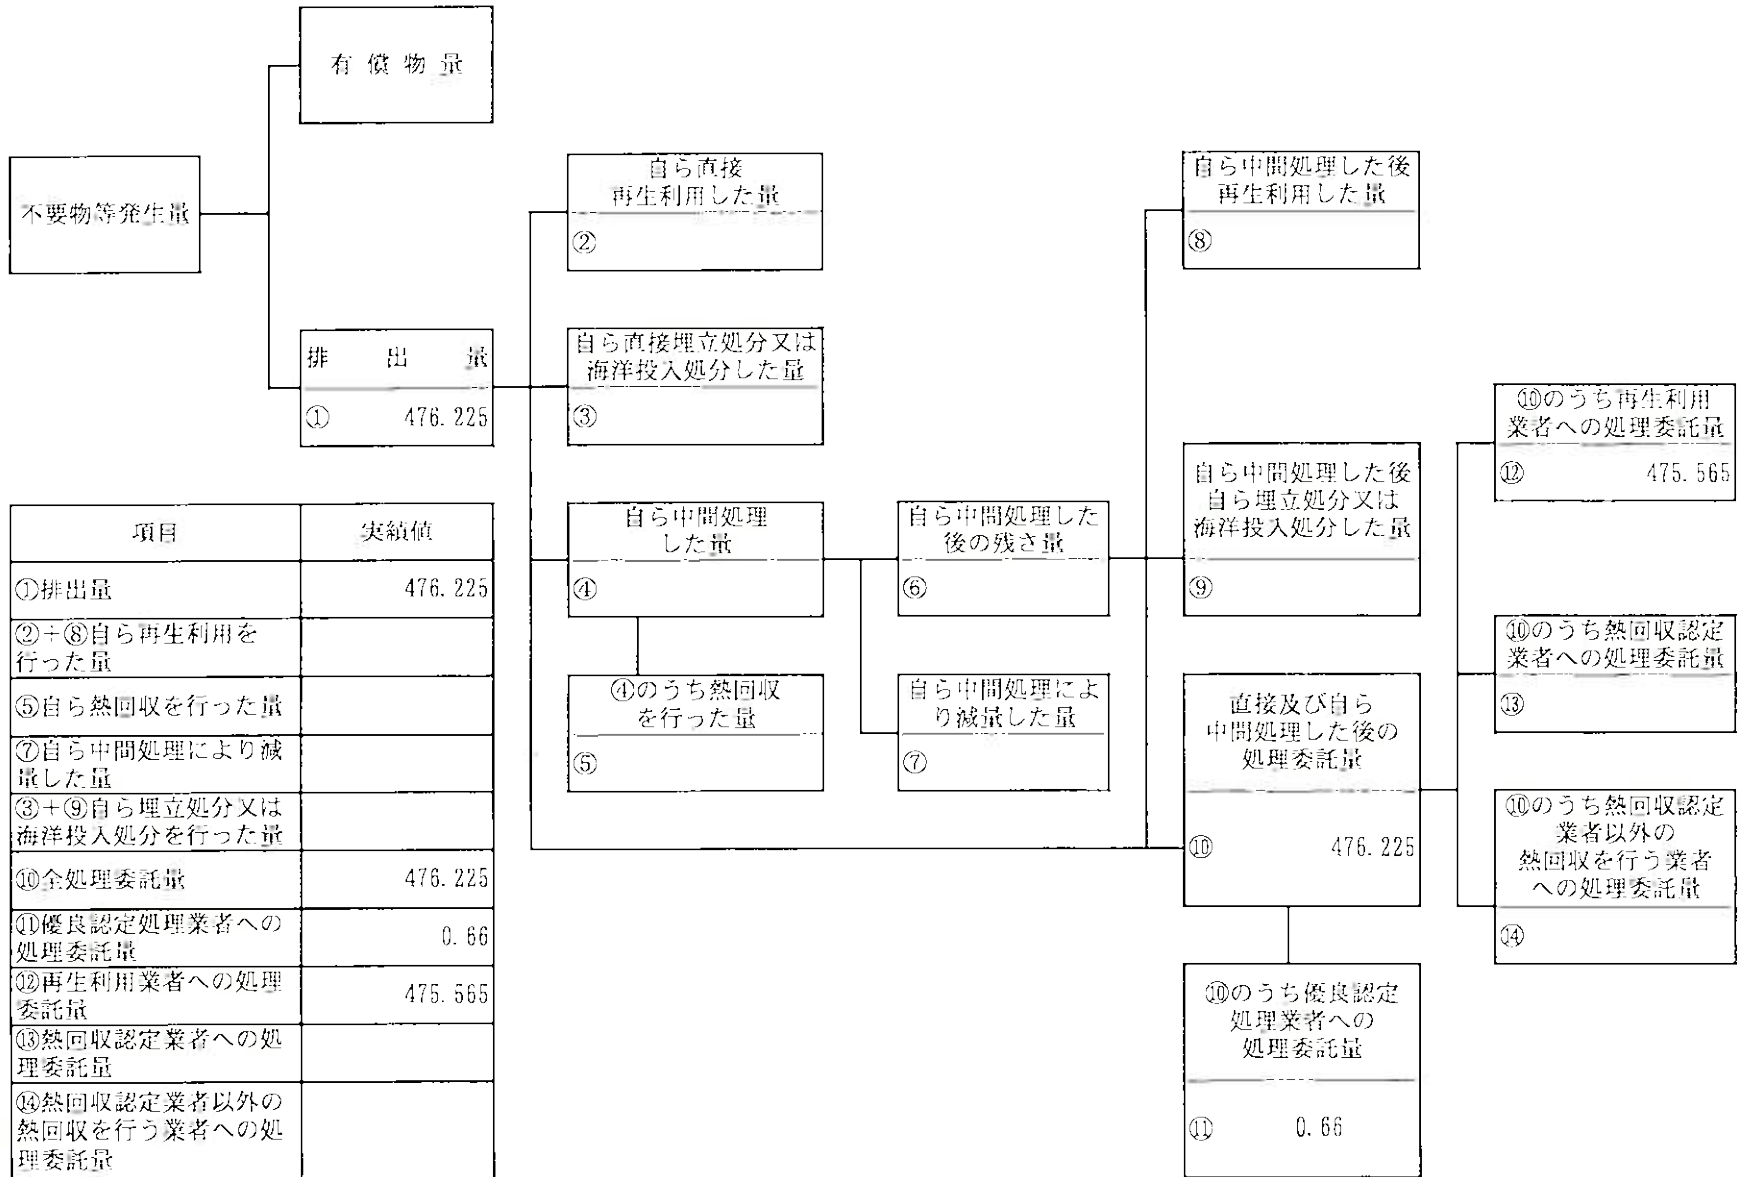 有償物量
不要物等発生量
排出量
① 476.225
自ら直接
再生利用した量
②
自ら直接埋立処分又は
海洋投入処分した量
③
自ら中間処理
した量
④
④のうち熱回収
を行った量
⑤
自ら中間処理した
後の残さ量
⑥
自ら中間処理によ
り減量した量
⑦
自ら中間処理した後
再生利用した量
⑧
自ら中間処理した後
自ら埋立処分又は
海洋投入処分した量
⑨
直接及び自ら
中間処理した後の
処理委託量
⑩ 476.225
⑩のうち優良認定
処理業者への
処理委託量
⑪ 0.66
⑩のうち再生利用
業者への処理委託量
⑫ 475.565
⑩のうち熱回収認定
業者への処理委託量
⑬
⑩のうち熱回収認定
業者以外の
熱回収を行う業者
への処理委託量
⑭
項目 実績値
①排出量 476.225
②+⑧自ら再生利用を
行った量
⑤自ら熱回収を行った量
⑦自ら中間処理により減
量した量
③+⑨自ら埋立処分又は
海洋投入処分を行った量
⑩全処理委託量 476.225
⑪優良認定処理業者への
処理委託量 0.66
⑫再生利用業者への処理
委託量 475.565
⑬熱回収認定業者への処
理委託量
⑭熱回収認定業者以外の
熱回収を行う業者への処
理委託量